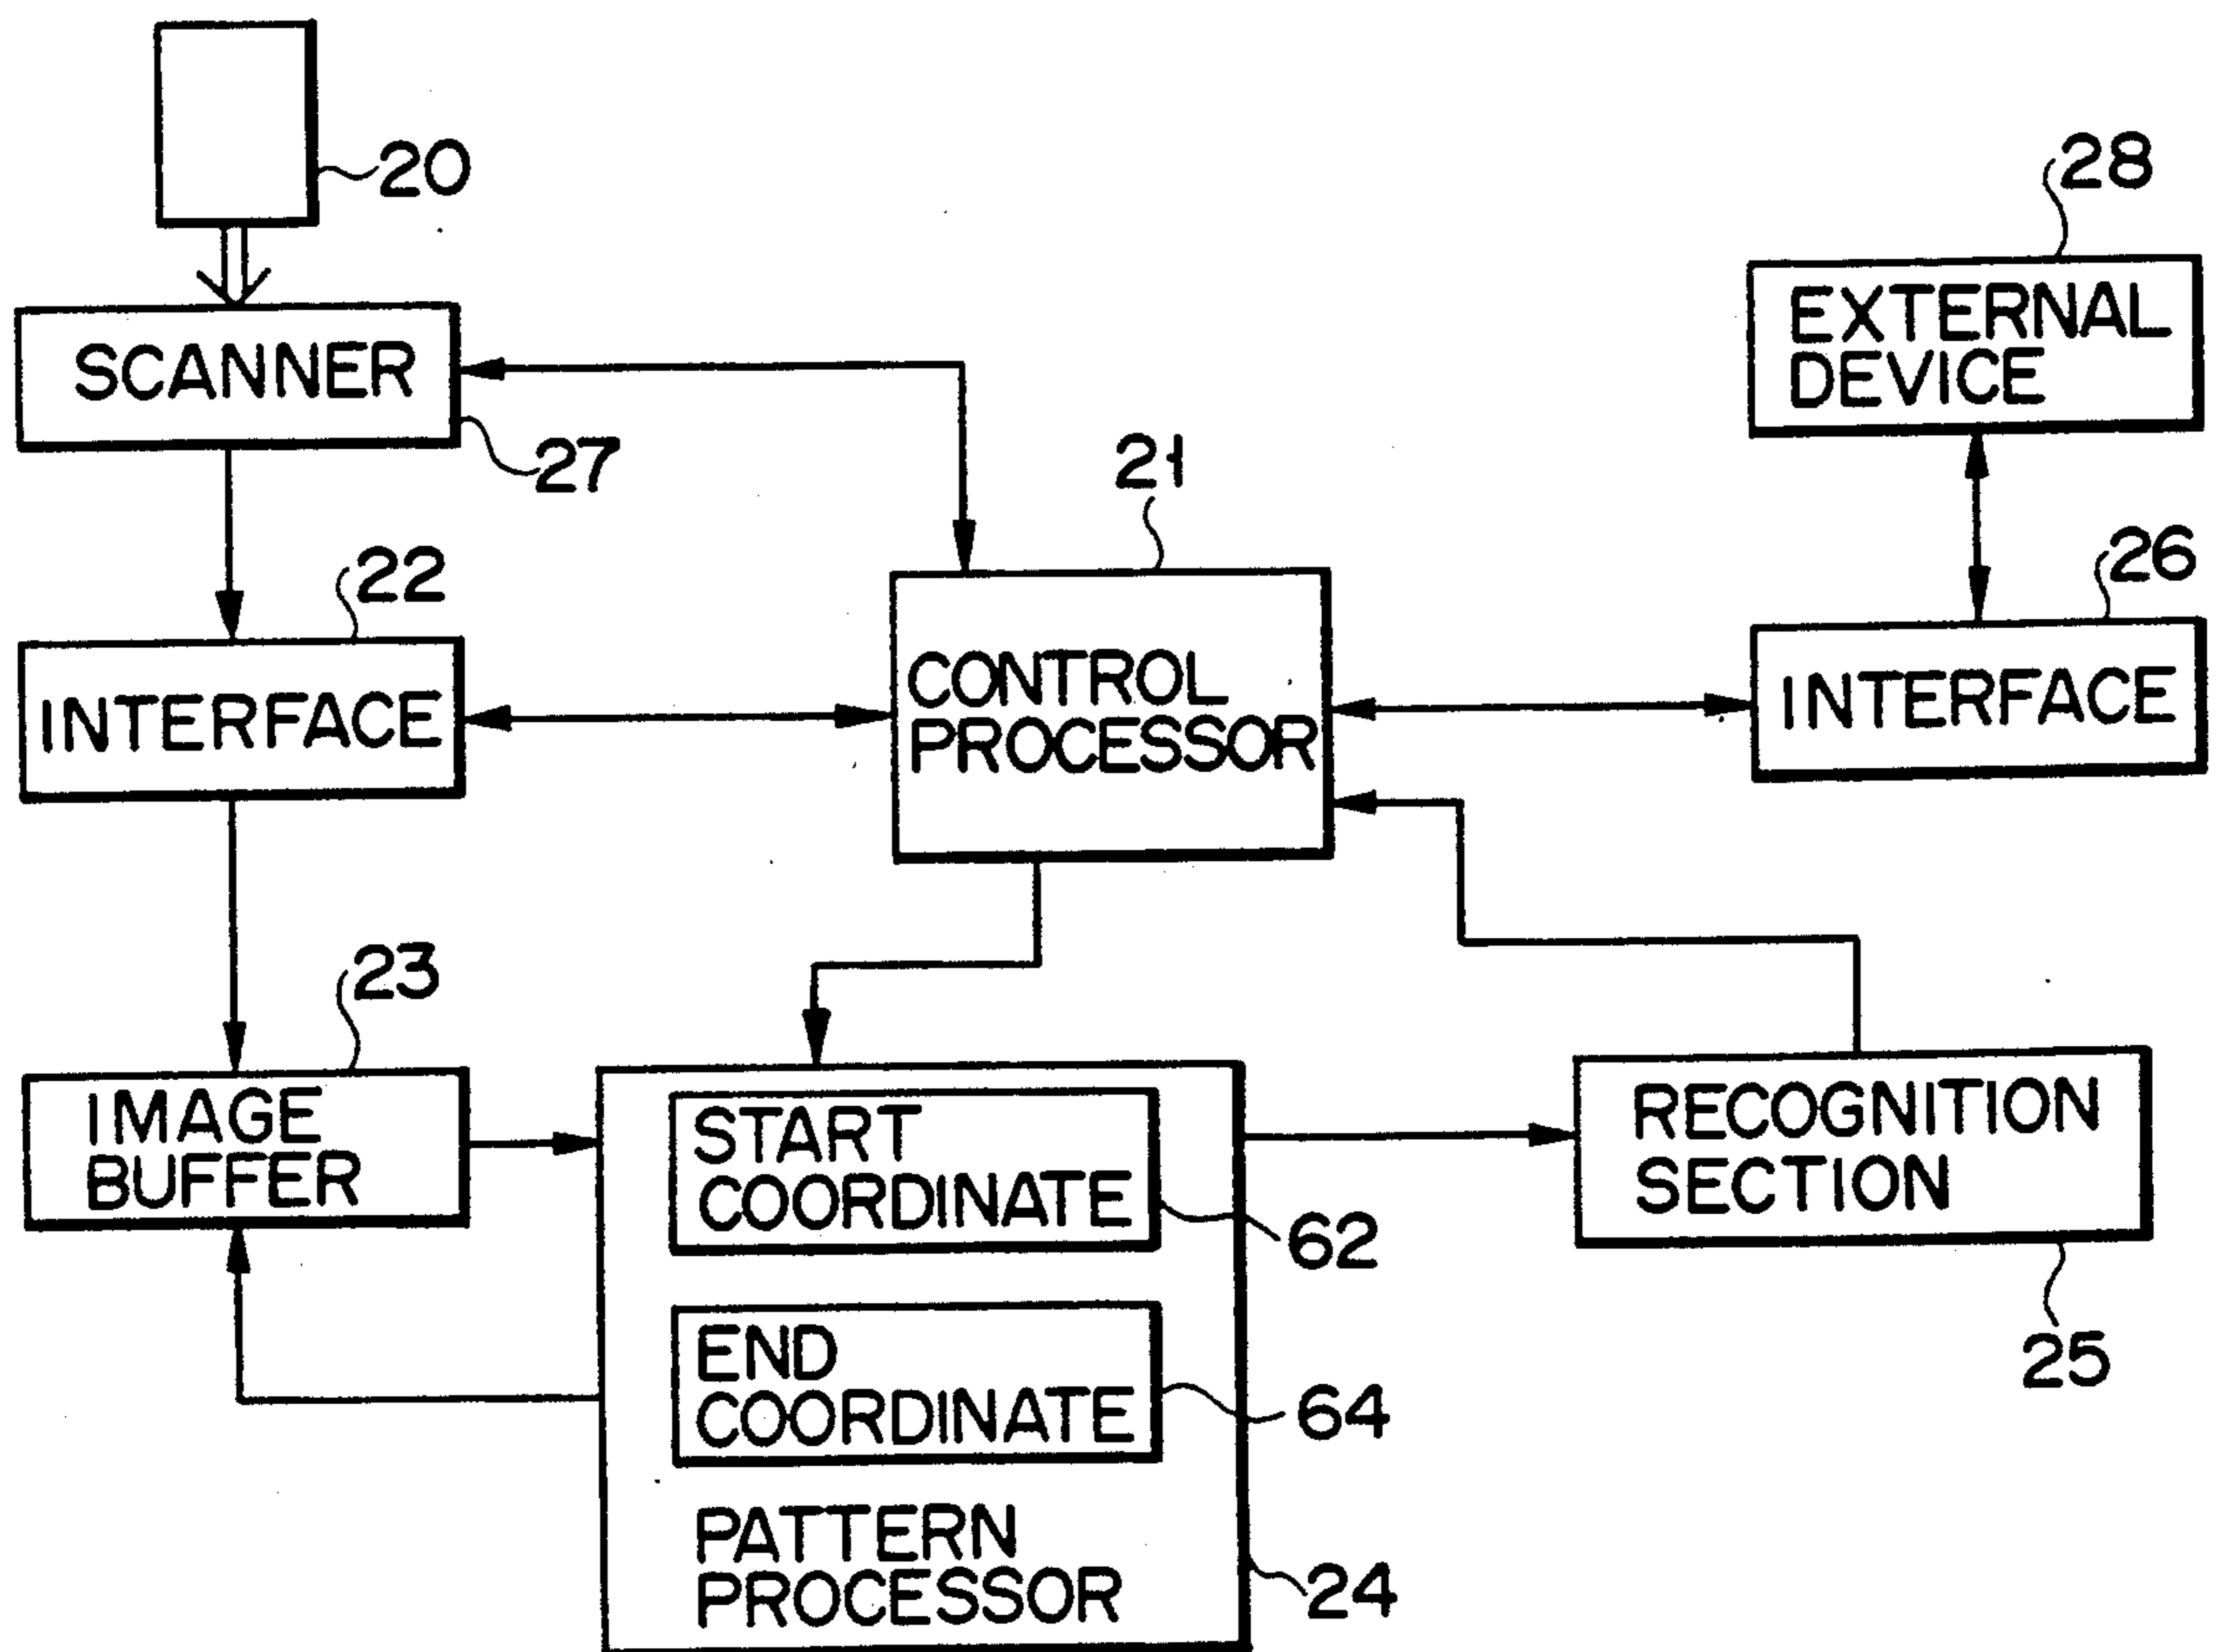 20
28
EXTERNAL
DEVICE
SCANNER
27
21
22
26
INTERFACE
CONTROL
PROCESSOR
INTERFACE
23
IMAGE
BUFFER
START
COORDINATE
62
RECOGNITION
SECTION
25
END
COORDINATE
64
PATTERN
PROCESSOR
24